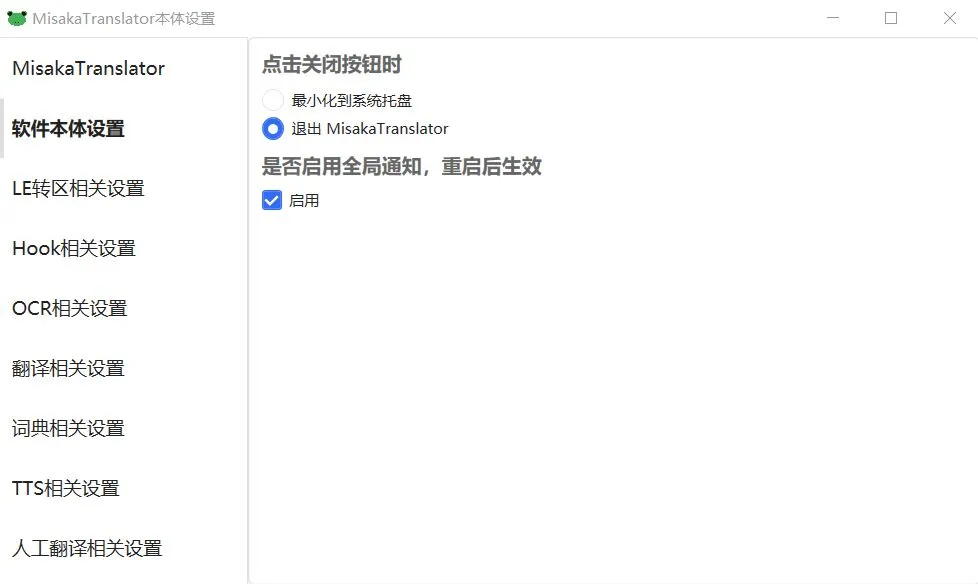 MisakaTranslator本体设置
MisakaTranslator
软件本体设置
LE转区相关设置
Hook相关设置
OCR相关设置
翻译相关设置
词典相关设置
TTS相关设置
人工翻译相关设置
点击关闭按钮时
最小化到系统托盘
退出 MisakaTranslator
是否启用全局通知，重启后生效
启用